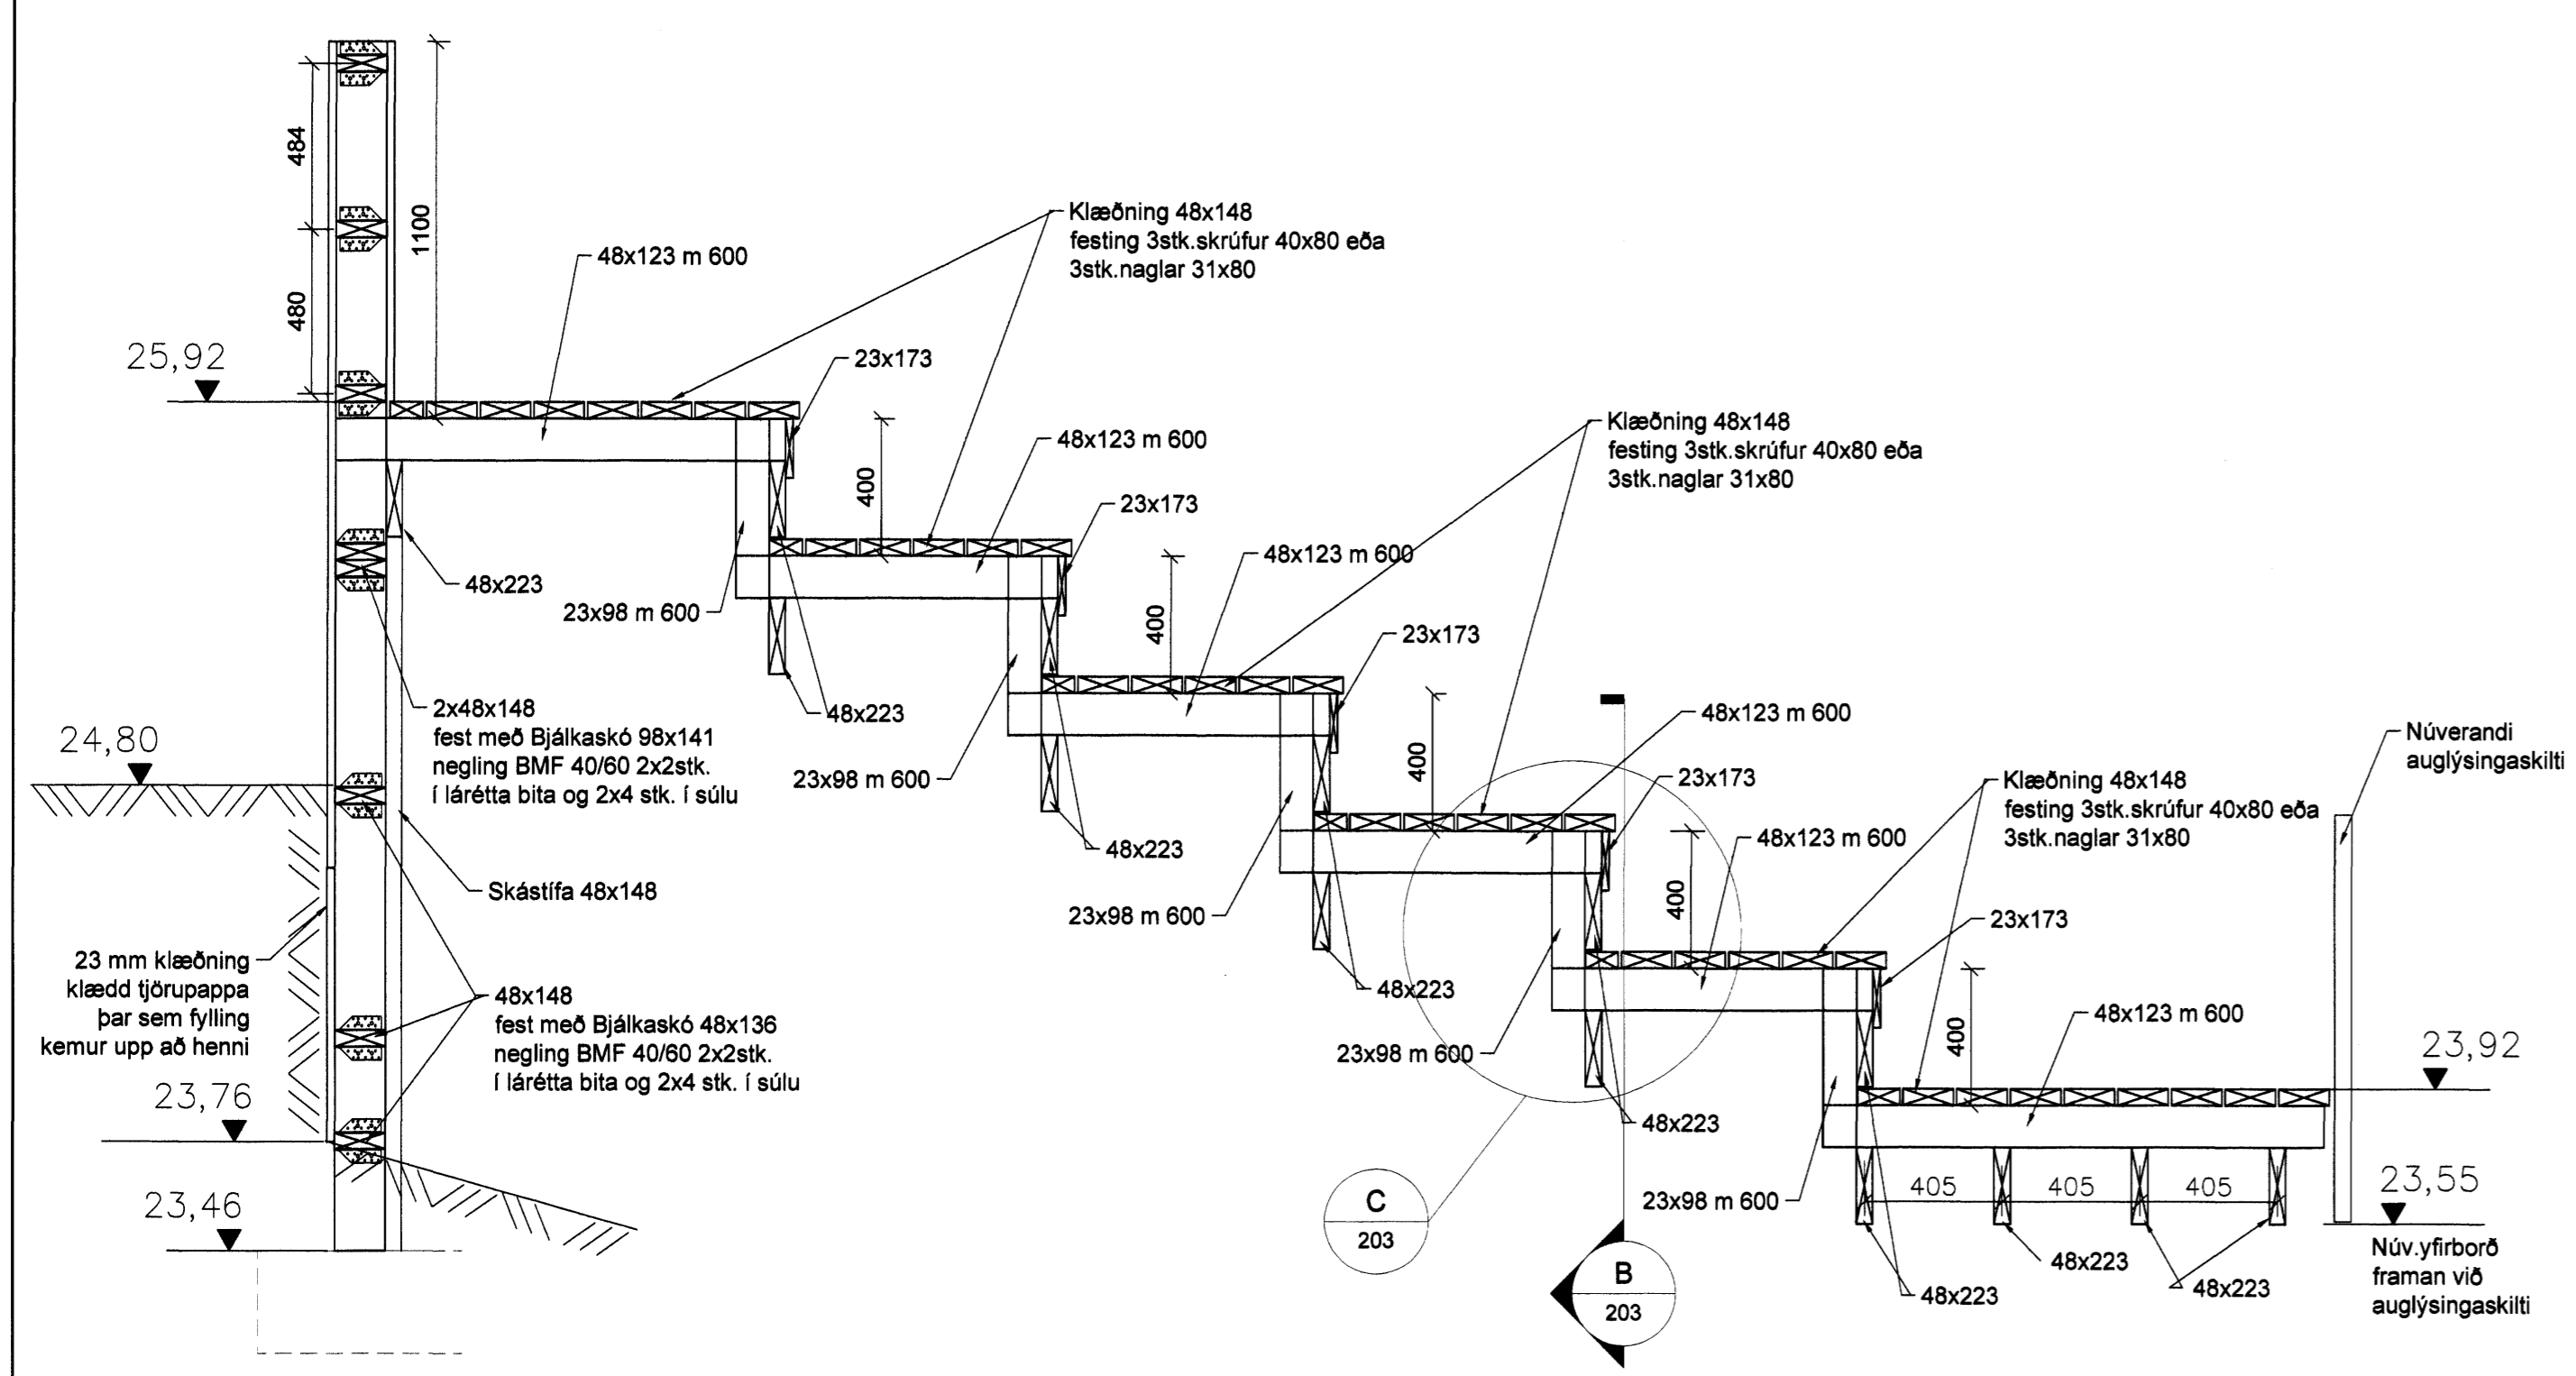 484
480
1100
25,92
48x123 m 600
Klæðning 48x148
festing 3stk.skrúfur 40x80 eða
3stk.naglar 31x80
23x173
400
48x123 m 600
48x223
23x98 m 600
23x173
48x223
400
48x123 m 600
Klæðning 48x148
festing 3stk.skrúfur 40x80 eða
3stk.naglar 31x80
2x48x148
fest með Bjálkaskó 98x141
negling BMF 40/60 2x2stk.
í lárétta bita og 2x4 stk. í súlu
24,80
23x98 m 600
48x223
23x173
400
48x123 m 600
Skástífa 48x148
23 mm klæðning
klædd tjörupappa
þar sem fylling
kemur upp að henni
48x148
fest með Bjálkaskó 48x136
negling BMF 40/60 2x2stk.
í lárétta bita og 2x4 stk. í súlu
23,76
23,46
23x98 m 600
48x223
23x173
400
48x123 m 600
Klæðning 48x148
festing 3stk.skrúfur 40x80 eða
3stk.naglar 31x80
Núverandi
auglýsingaskilti
23x98 m 600
48x223
23x173
400
48x123 m 600
23,92
C
203
B
203
23x98 m 600
405
405
405
23,55
48x223
48x223
48x223
Núv.yfirborð
framan við
auglýsingaskilti